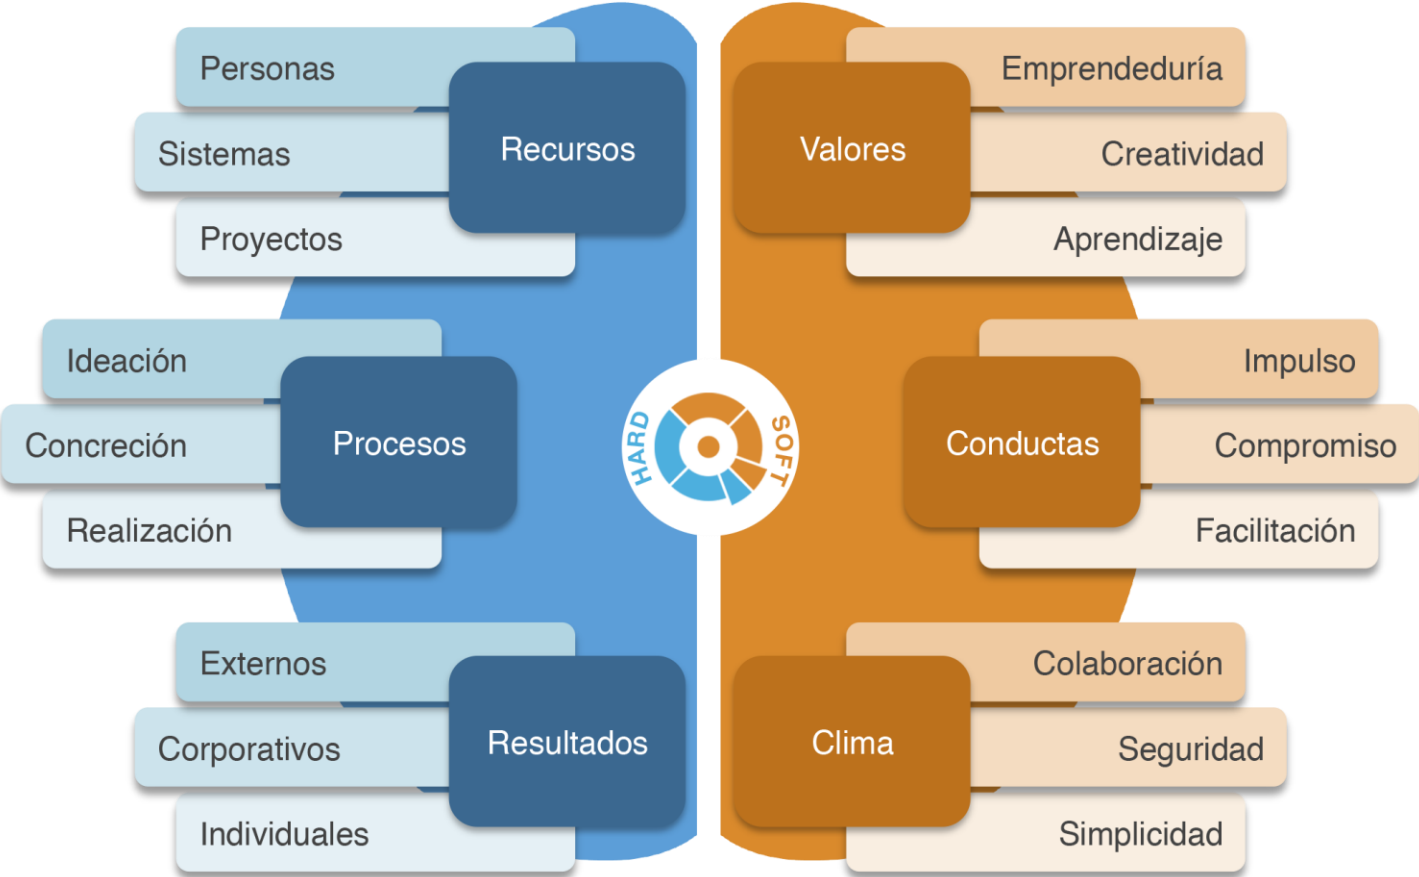 Personas
Sistemas
Proyectos
Recursos
Valores
Emprendeduría
Creatividad
Aprendizaje
Ideación
Concreción
Realización
Procesos
HARD
SOFT
Conductas
Impulso
Compromiso
Facilitación
Externos
Corporativos
Individuales
Resultados
Clima
Colaboración
Seguridad
Simplicidad